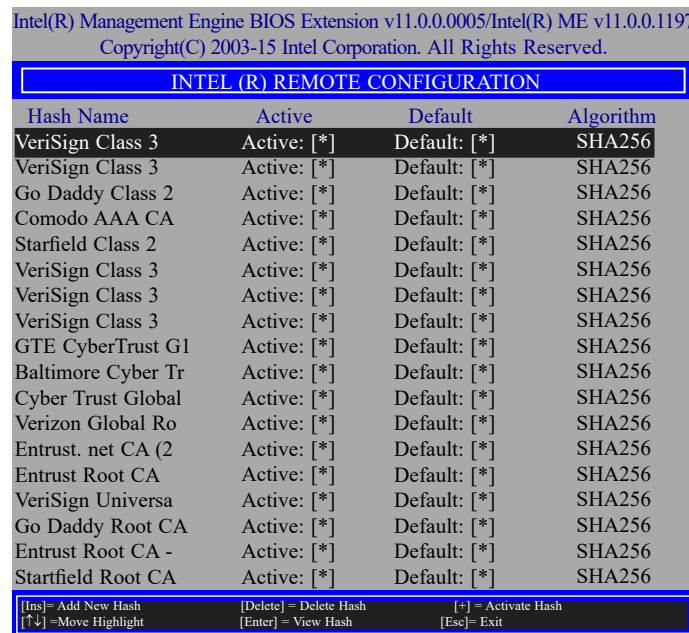 Intel(R) Management Engine BIOS Extension v11.0.0.0005/Intel(R) ME v11.0.0.1197
Copyright(C) 2003-15 Intel Corporation. All Rights Reserved.
INTEL (R) REMOTE CONFIGURATION
Hash Name Active Default Algorithm
VeriSign Class 3 Active: [*] Default: [*] SHA256
VeriSign Class 3 Active: [*] Default: [*] SHA256
Go Daddy Class 2 Active: [*] Default: [*] SHA256
Comodo AAA CA Active: [*] Default: [*] SHA256
Starfield Class 2 Active: [*] Default: [*] SHA256
VeriSign Class 3 Active: [*] Default: [*] SHA256
VeriSign Class 3 Active: [*] Default: [*] SHA256
VeriSign Class 3 Active: [*] Default: [*] SHA256
GTE CyberTrust G1 Active: [*] Default: [*] SHA256
Baltimore Cyber Tr Active: [*] Default: [*] SHA256
Cyber Trust Global Active: [*] Default: [*] SHA256
Verizon Global Ro Active: [*] Default: [*] SHA256
Entrust. net CA (2 Active: [*] Default: [*] SHA256
Entrust Root CA Active: [*] Default: [*] SHA256
VeriSign Universa Active: [*] Default: [*] SHA256
Go Daddy Root CA Active: [*] Default: [*] SHA256
Entrust Root CA - Active: [*] Default: [*] SHA256
Startfield Root CA Active: [*] Default: [*] SHA256
[Ins]= Add New Hash [Delete] = Delete Hash [+] = Activate Hash
[↑↓] =Move Highlight [Enter] = View Hash [Esc]= Exit